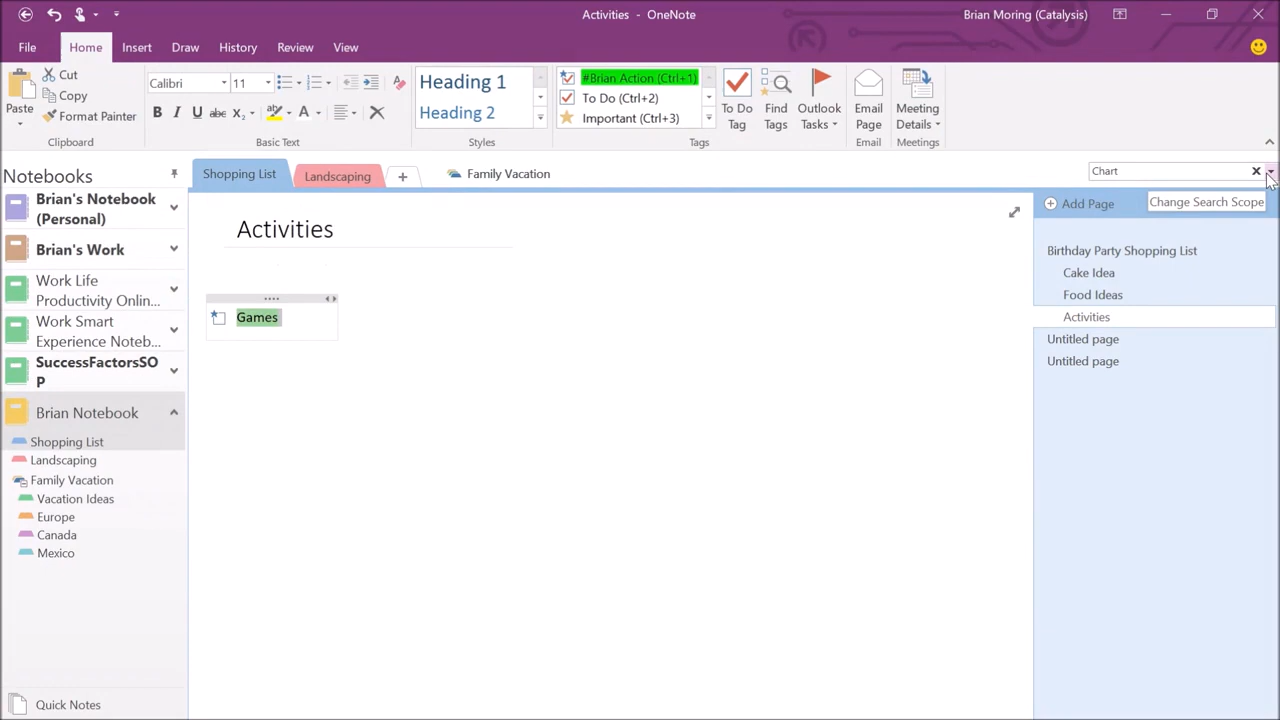 Activities - OneNote
Brian Moring (Catalysis)
File Home Insert Draw History Review View
Paste
Cut
Copy
Format Painter
Clipboard
Calibri 11
B I U abc x₂ A
Basic Text
Heading 1
Heading 2
Styles
#Brian Action (Ctrl+1)
To Do (Ctrl+2)
Important (Ctrl+3)
To Do
Tag
Find
Tags
Outlook
Tasks
Tags
Email
Page
Email
Meeting
Details
Meetings
Notebooks
Brian's Notebook
(Personal)
Brian's Work
Work Life
Productivity Onlin...
Work Smart
Experience Noteb...
SuccessFactorsSO
P
Brian Notebook
Shopping List
Landscaping
Family Vacation
Vacation Ideas
Europe
Canada
Mexico
Quick Notes
Shopping List Landscaping + Family Vacation
Activities
Games
Chart
Change Search Scope
Add Page
Birthday Party Shopping List
Cake Idea
Food Ideas
Activities
Untitled page
Untitled page